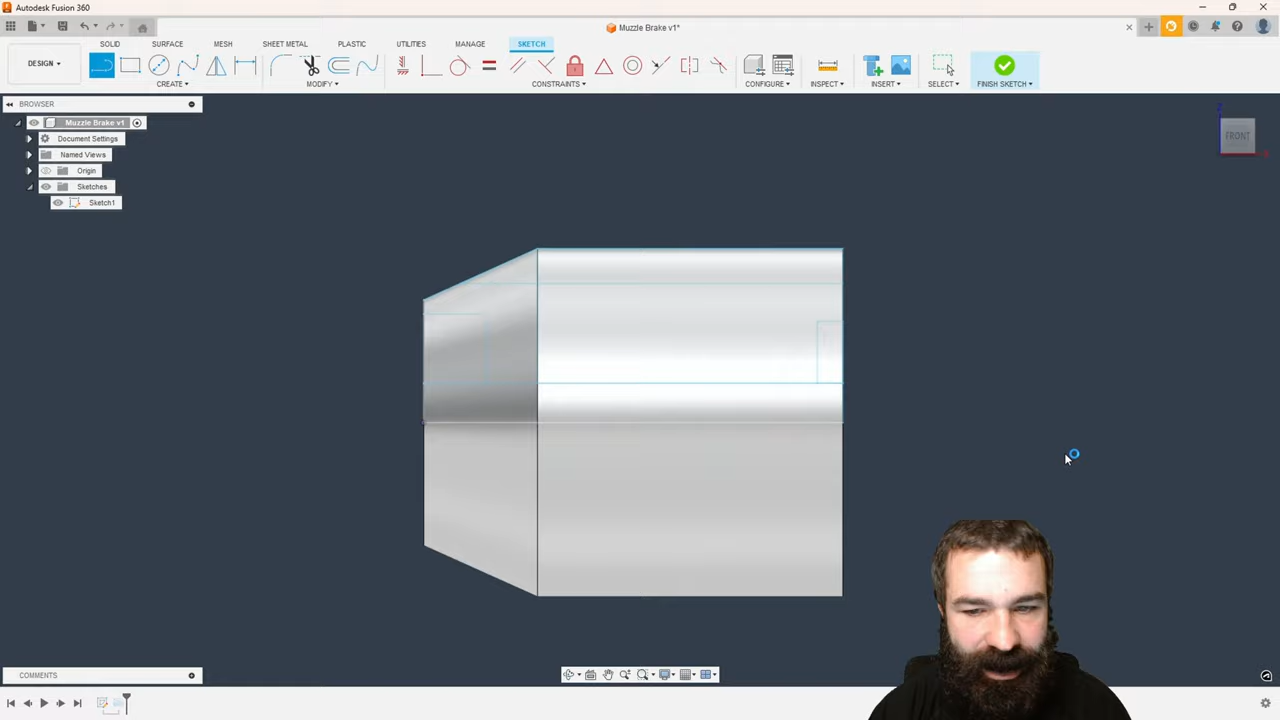 Autodesk Fusion 360
Muzzle Brake v1*
SOLID SURFACE MESH SHEET METAL PLASTIC UTILITIES MANAGE SKETCH
DESIGN
CREATE MODIFY CONSTRAINTS CONFIGURE INSPECT INSERT SELECT FINISH SKETCH
BROWSER
Muzzle Brake v1
Document Settings
Named Views
Origin
Sketches
Sketch1
Z
FRONT
X
COMMENTS